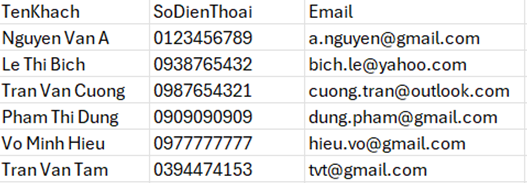 TenKhach SoDienThoai Email
Nguyen Van A 0123456789 a.nguyen@gmail.com
Le Thi Bich 0938765432 bich.le@yahoo.com
Tran Van Cuong 0987654321 cuong.tran@outlook.com
Pham Thi Dung 0909090909 dung.pham@gmail.com
Vo Minh Hieu 0977777777 hieu.vo@gmail.com
Tran Van Tam 0394474153 tvt@gmail.com